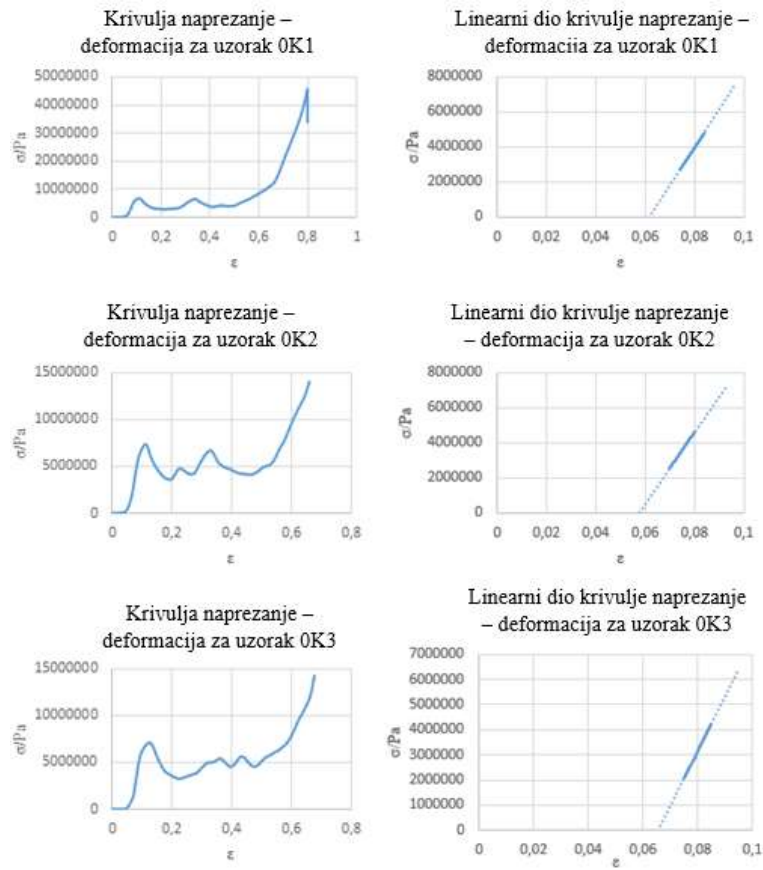 Krivulja naprezanje –
deformacija za uzorak 0K1
50000000
40000000
30000000
20000000
10000000
0
σ/Pa
0 0,2 0,4 0,6 0,8 1
ε
Linearni dio krivulje naprezanje –
deformacija za uzorak 0K1
8000000
6000000
4000000
2000000
0
σ/Pa
0 0,02 0,04 0,06 0,08 0,1
ε
Krivulja naprezanje –
deformacija za uzorak 0K2
15000000
10000000
5000000
0
σ/Pa
0 0,2 0,4 0,6 0,8
ε
Linearni dio krivulje naprezanje
– deformacija za uzorak 0K2
8000000
6000000
4000000
2000000
0
σ/Pa
0 0,02 0,04 0,06 0,08 0,1
ε
Krivulja naprezanje –
deformacija za uzorak 0K3
15000000
10000000
5000000
0
σ/Pa
0 0,2 0,4 0,6 0,8
ε
Linearni dio krivulje naprezanje
– deformacija za uzorak 0K3
7000000
6000000
5000000
4000000
3000000
2000000
1000000
0
σ/Pa
0 0,02 0,04 0,06 0,08 0,1
ε